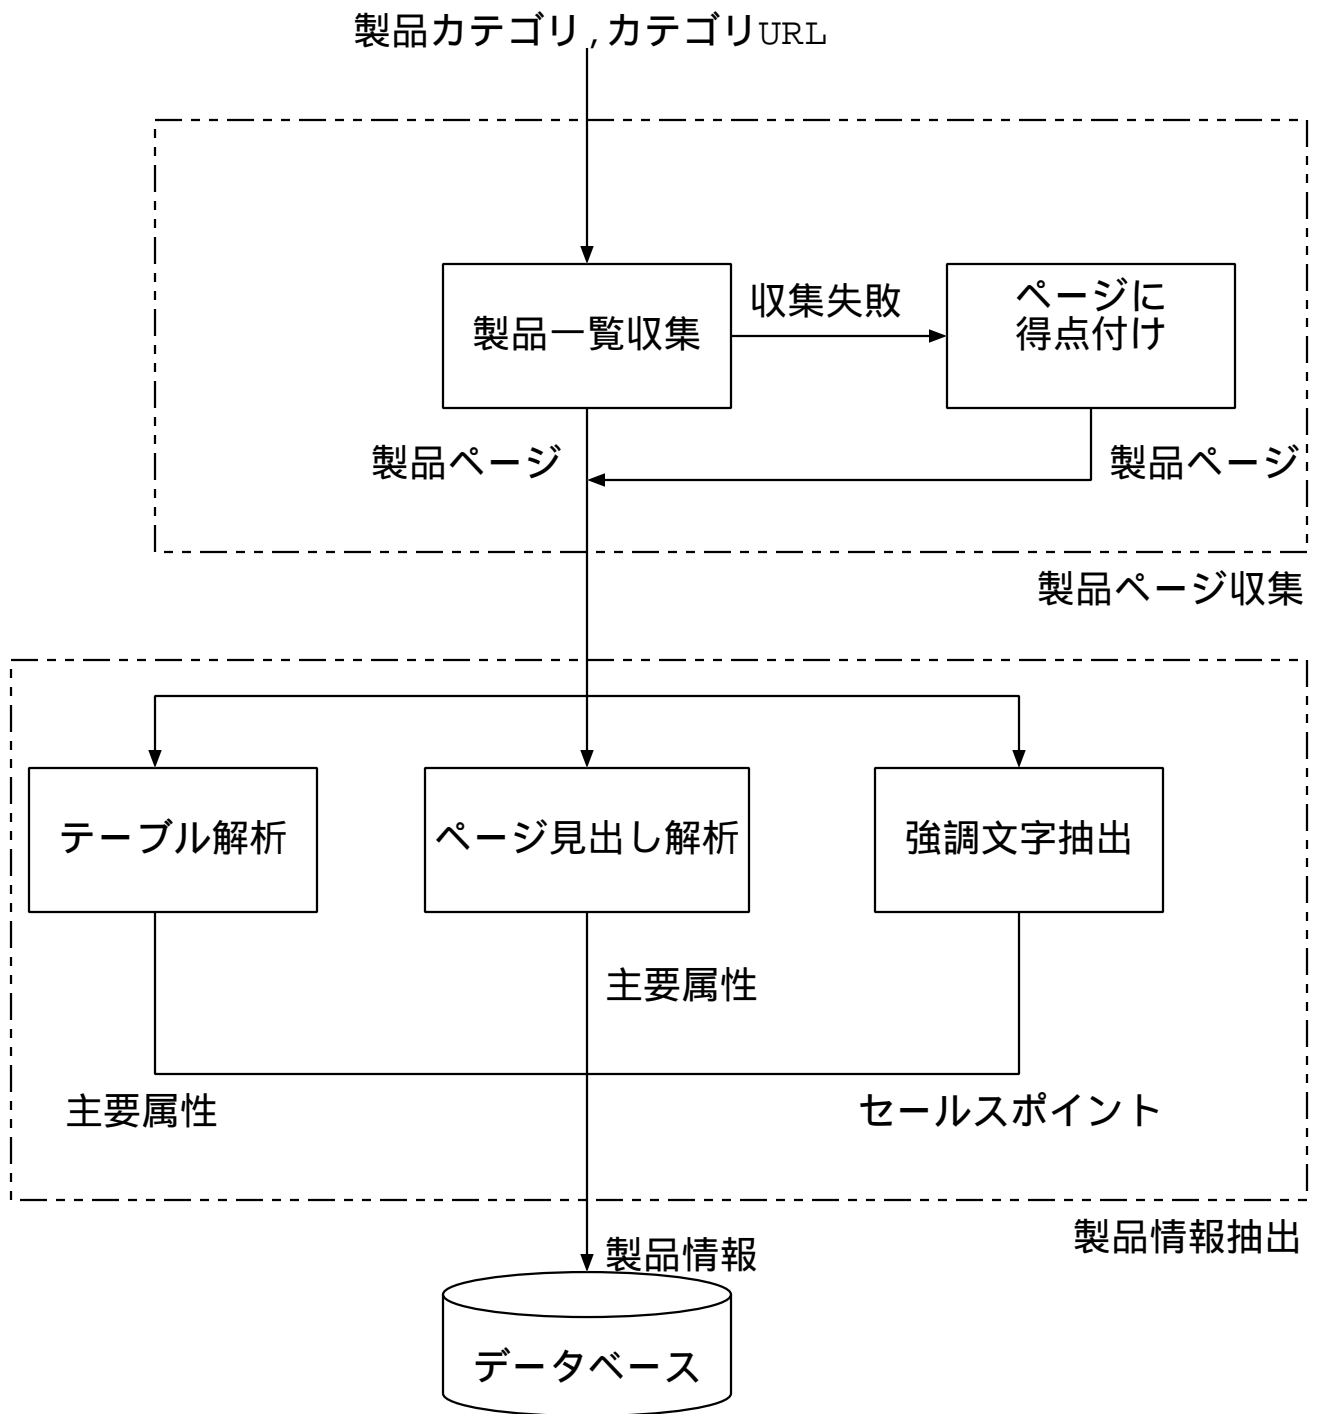 製品カテゴリ,カテゴリURL
収集失敗
製品一覧収集
ページに
得点付け
製品ページ
製品ページ
製品ページ収集
テーブル解析
ページ見出し解析
強調文字抽出
主要属性
主要属性
セールスポイント
製品情報抽出
製品情報
データベース